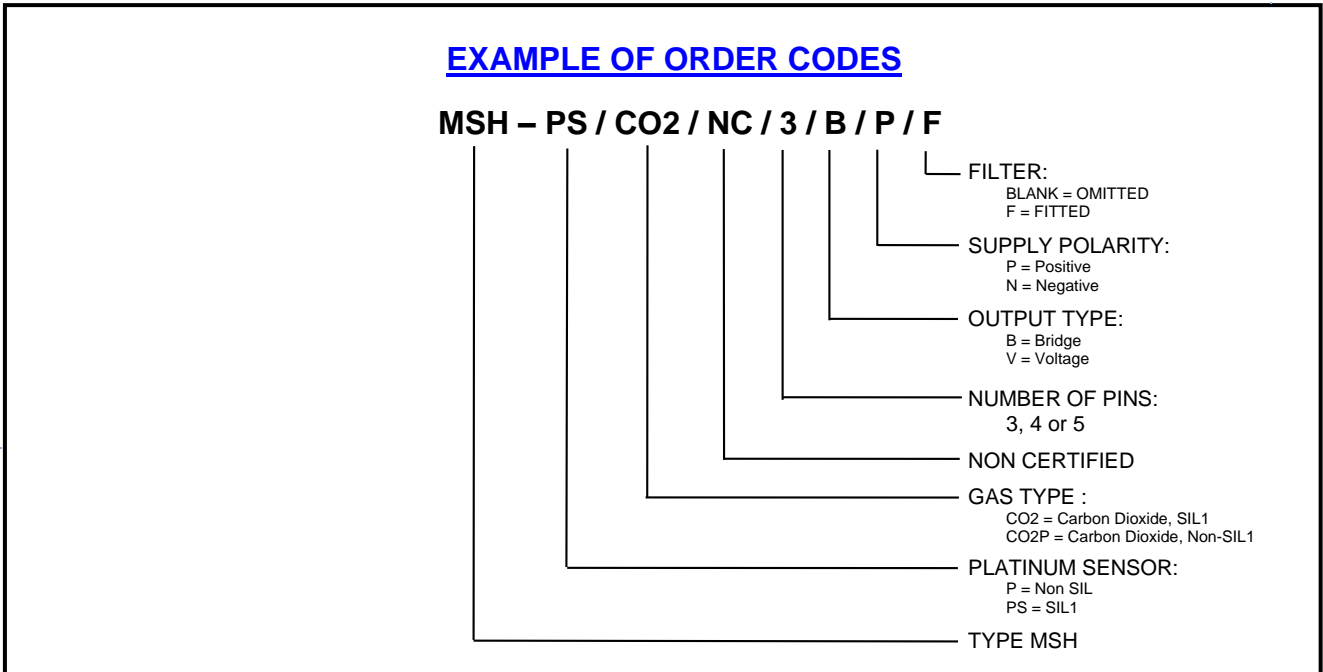 EXAMPLE OF ORDER CODES
MSH – PS / CO2 / NC / 3 / B / P / F
FILTER:
BLANK = OMITTED
F = FITTED
SUPPLY POLARITY:
P = Positive
N = Negative
OUTPUT TYPE:
B = Bridge
V = Voltage
NUMBER OF PINS:
3, 4 or 5
NON CERTIFIED
GAS TYPE :
CO2 = Carbon Dioxide, SIL1
CO2P = Carbon Dioxide, Non-SIL1
PLATINUM SENSOR:
P = Non SIL
PS = SIL1
TYPE MSH